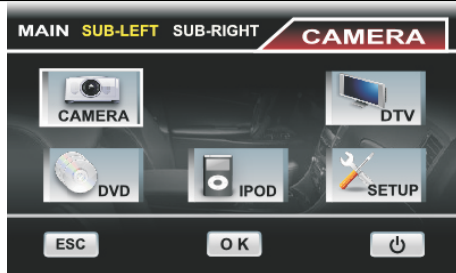 MAIN SUB-LEFT SUB-RIGHT CAMERA
CAMERA DTV
DVD IPOD SETUP
ESC OK